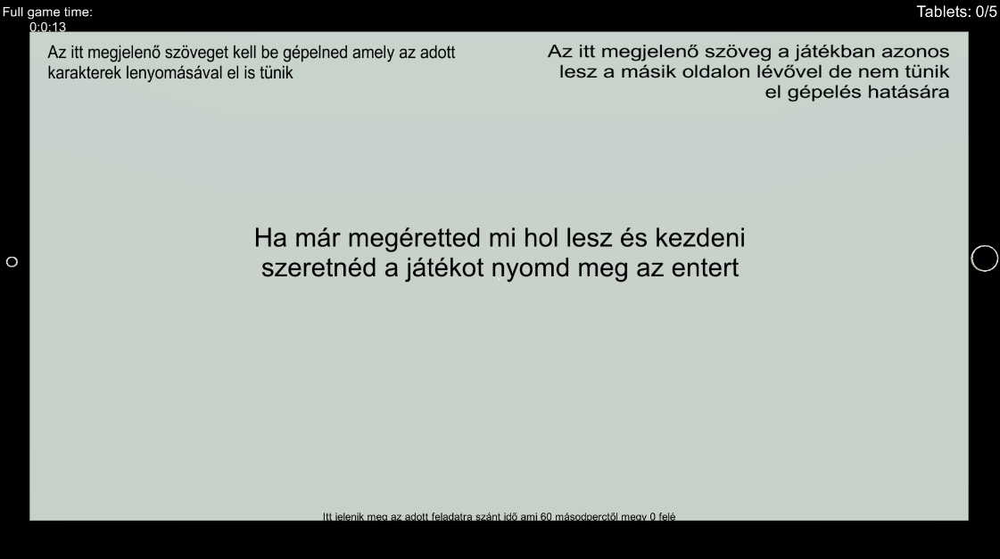 Full game time:
0:0:13
Tablets: 0/5
Az itt megjelenő szöveget kell be gépelned amely az adott
karakterek lenyomásával el is tünik
Az itt megjelenő szöveg a játékban azonos
lesz a másik oldalon lévővel de nem tünik
el gépelés hatására
Ha már megéretted mi hol lesz és kezdeni
szeretnéd a játékot nyomd meg az entert
Itt jelenik meg az adott feladatra szánt idő ami 60 másodperctől megy 0 felé